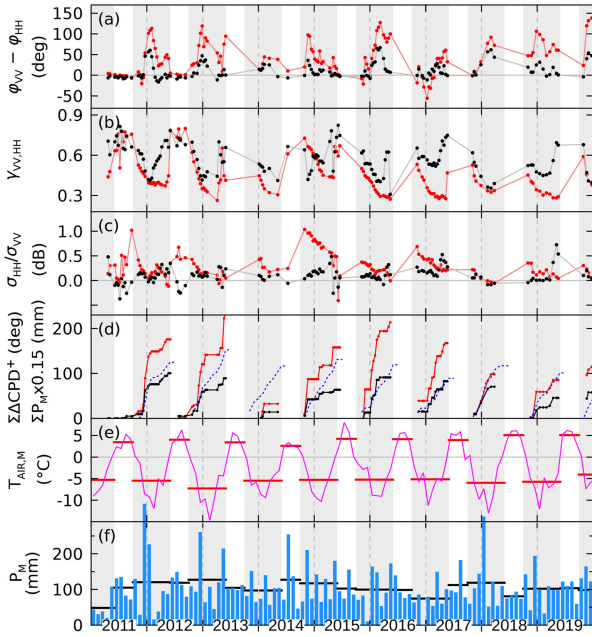 (a)
φVV − φHH
(deg)
150
100
50
0
-50
(b)
γVV,HH
0.9
0.6
0.3
(c)
σHH/σVV
(dB)
1.0
0.5
0.0
(d)
ΣΔCPD+ (deg)
ΣPMx0.15 (mm)
200
100
0
(e)
TAIR,M
(°C)
5
0
-5
-10
(f)
PM
(mm)
200
100
0
2011 2012 2013 2014 2015 2016 2017 2018 2019